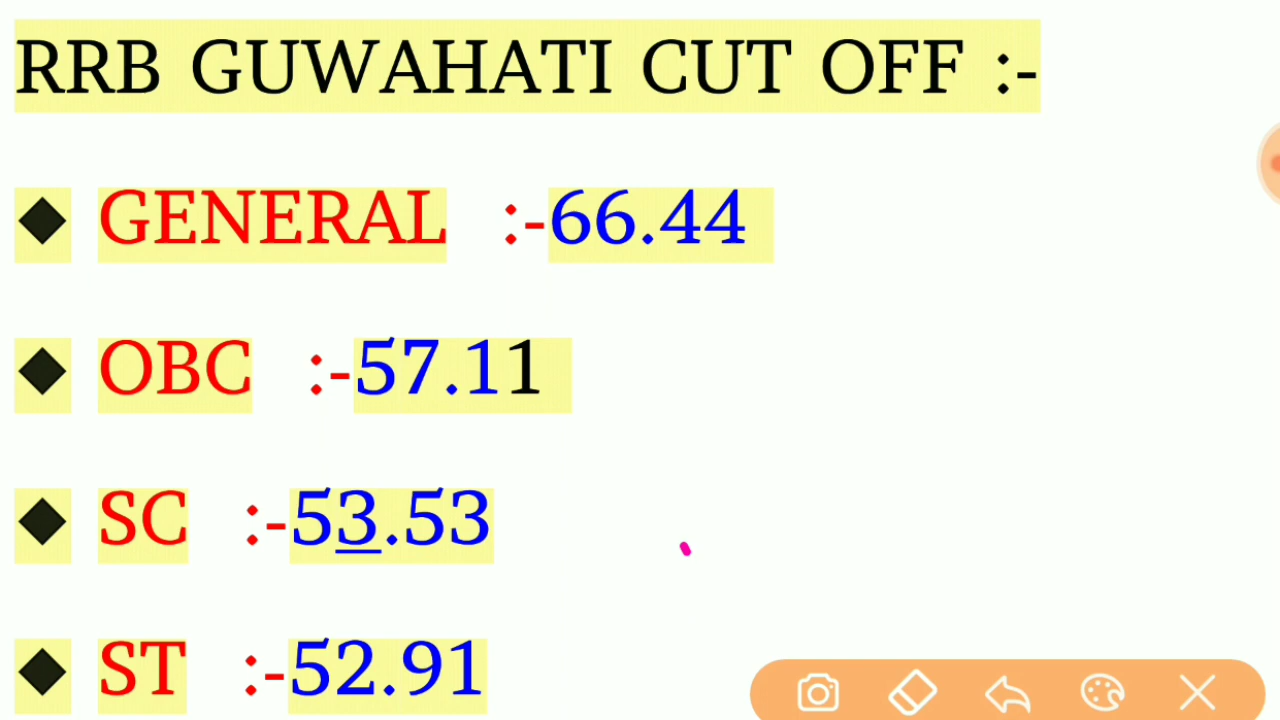 RRB GUWAHATI CUT OFF :-
◆ GENERAL :-66.44
◆ OBC :-57.11
◆ SC :-53.53
◆ ST :-52.91